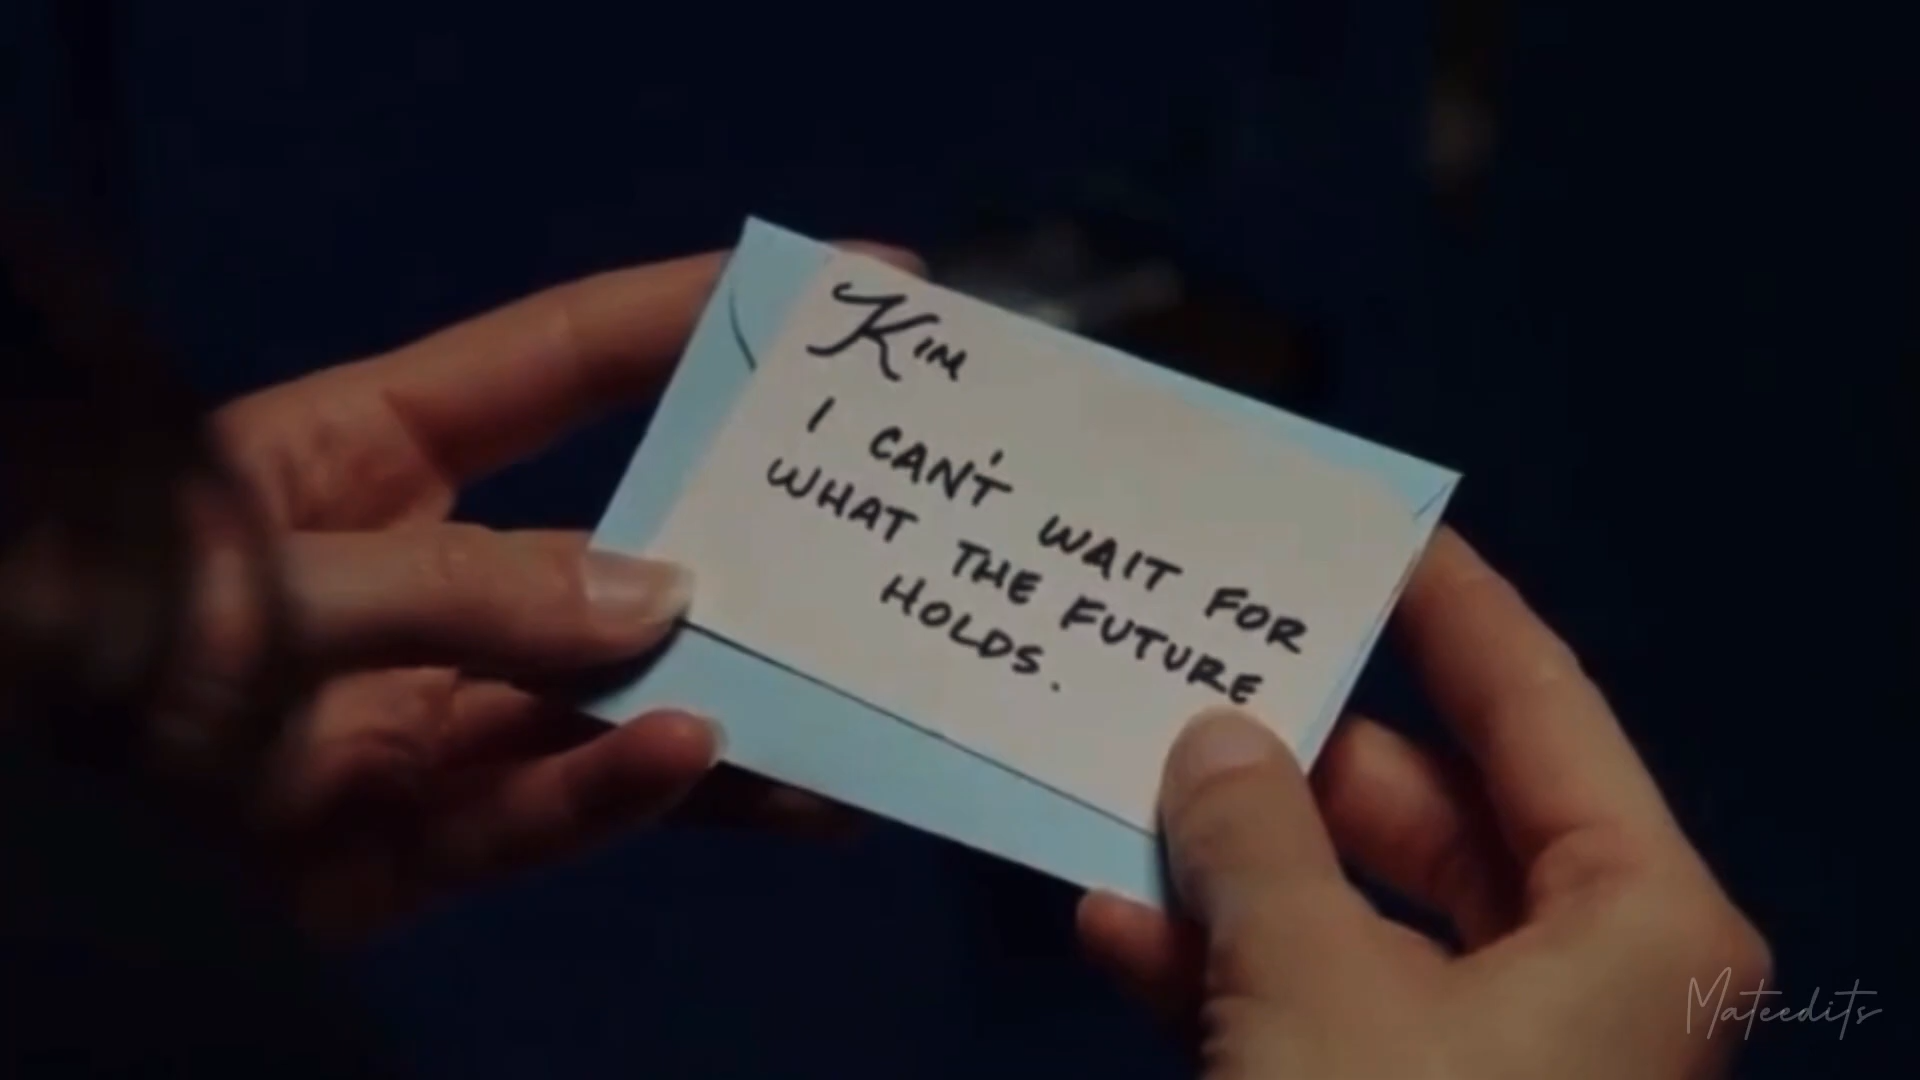 Kim
I CAN'T WAIT FOR
WHAT THE FUTURE
HOLDS.
Mateedits